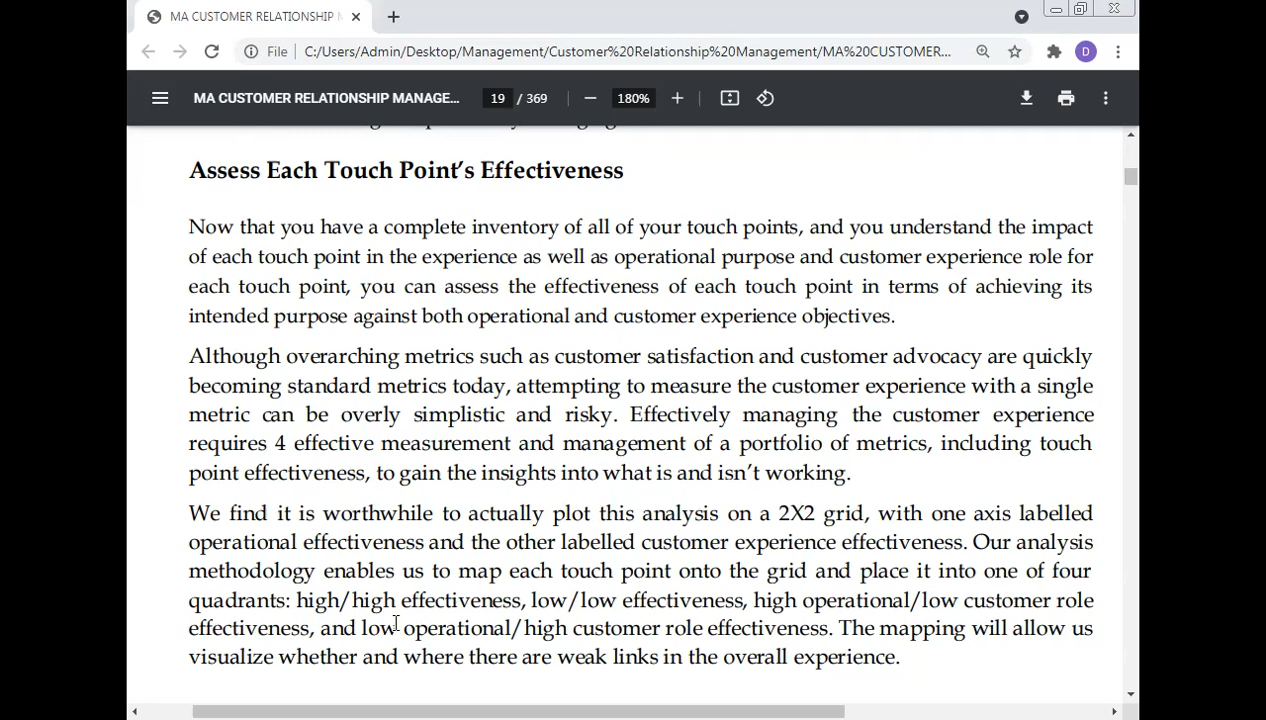 MA CUSTOMER RELATIONSHIP M
File C:/Users/Admin/Desktop/Management/Customer%20Relationship%20Management/MA%20CUSTOMER... D
MA CUSTOMER RELATIONSHIP MANAGE... 19 / 369 180%
Assess Each Touch Point's Effectiveness
Now that you have a complete inventory of all of your touch points, and you understand the impact
of each touch point in the experience as well as operational purpose and customer experience role for
each touch point, you can assess the effectiveness of each touch point in terms of achieving its
intended purpose against both operational and customer experience objectives.
Although overarching metrics such as customer satisfaction and customer advocacy are quickly
becoming standard metrics today, attempting to measure the customer experience with a single
metric can be overly simplistic and risky. Effectively managing the customer experience
requires 4 effective measurement and management of a portfolio of metrics, including touch
point effectiveness, to gain the insights into what is and isn't working.
We find it is worthwhile to actually plot this analysis on a 2X2 grid, with one axis labelled
operational effectiveness and the other labelled customer experience effectiveness. Our analysis
methodology enables us to map each touch point onto the grid and place it into one of four
quadrants: high/high effectiveness, low/low effectiveness, high operational/low customer role
effectiveness, and low operational/high customer role effectiveness. The mapping will allow us
visualize whether and where there are weak links in the overall experience.